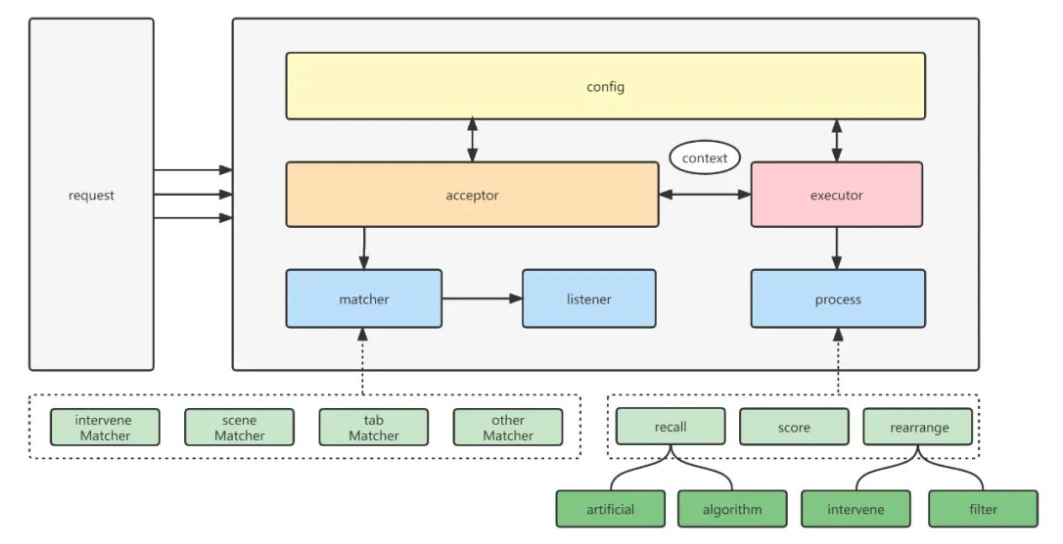 config
context
request
acceptor
executor
matcher
listener
process
intervene
Matcher
scene
Matcher
tab
Matcher
other
Matcher
recall
score
rearrange
artificial
algorithm
intervene
filter